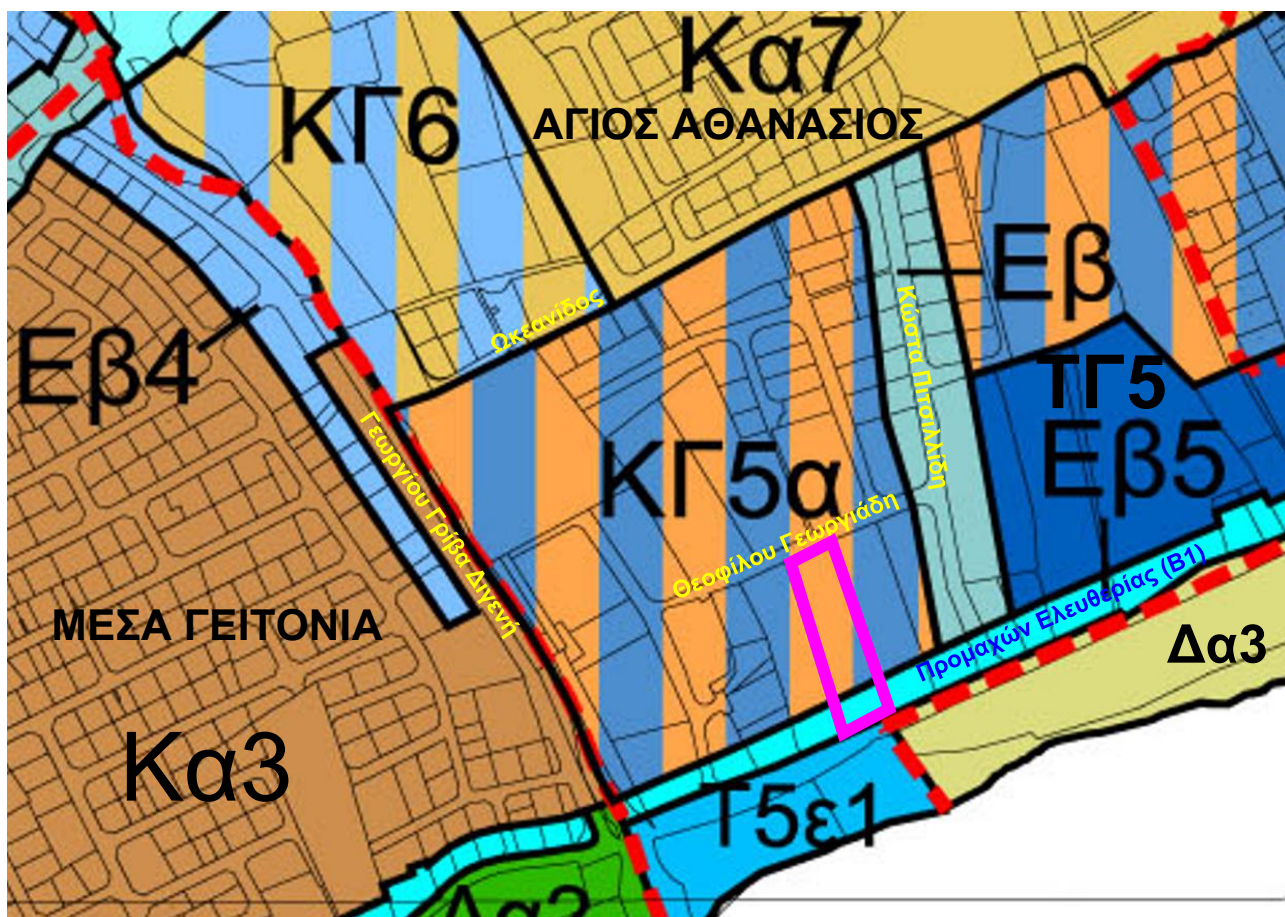 Κα7
ΚΓ6
ΑΓΙΟΣ ΑΘΑΝΑΣΙΟΣ
Εβ
Ωκεανίδος
Κώστα Πιτσιλλίδη
Εβ4
ΤΓ5
Γεωργίου Γρίβα Διγενή
ΚΓ5α
Εβ5
Θεοφίλου Γεωργιάδη
Προμαχών Ελευθερίας (Β1)
ΜΕΣΑ ΓΕΙΤΟΝΙΑ
Δα3
Κα3
Τ5ε1